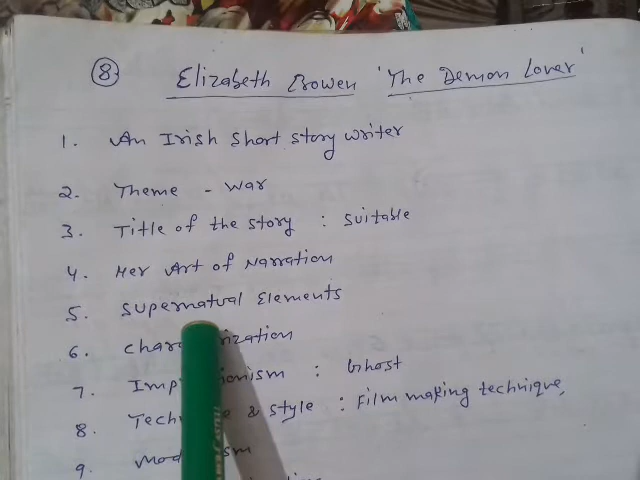 8 Elizabeth Bowen 'The Demon Lover'
1. An Irish Short Story Writer
2. Theme - War
3. Title of the story : Suitable
4. Her Art of Narration
5. Supernatual Elements
6.
7. : Ghost
8. & Style : Film making technique,
9.